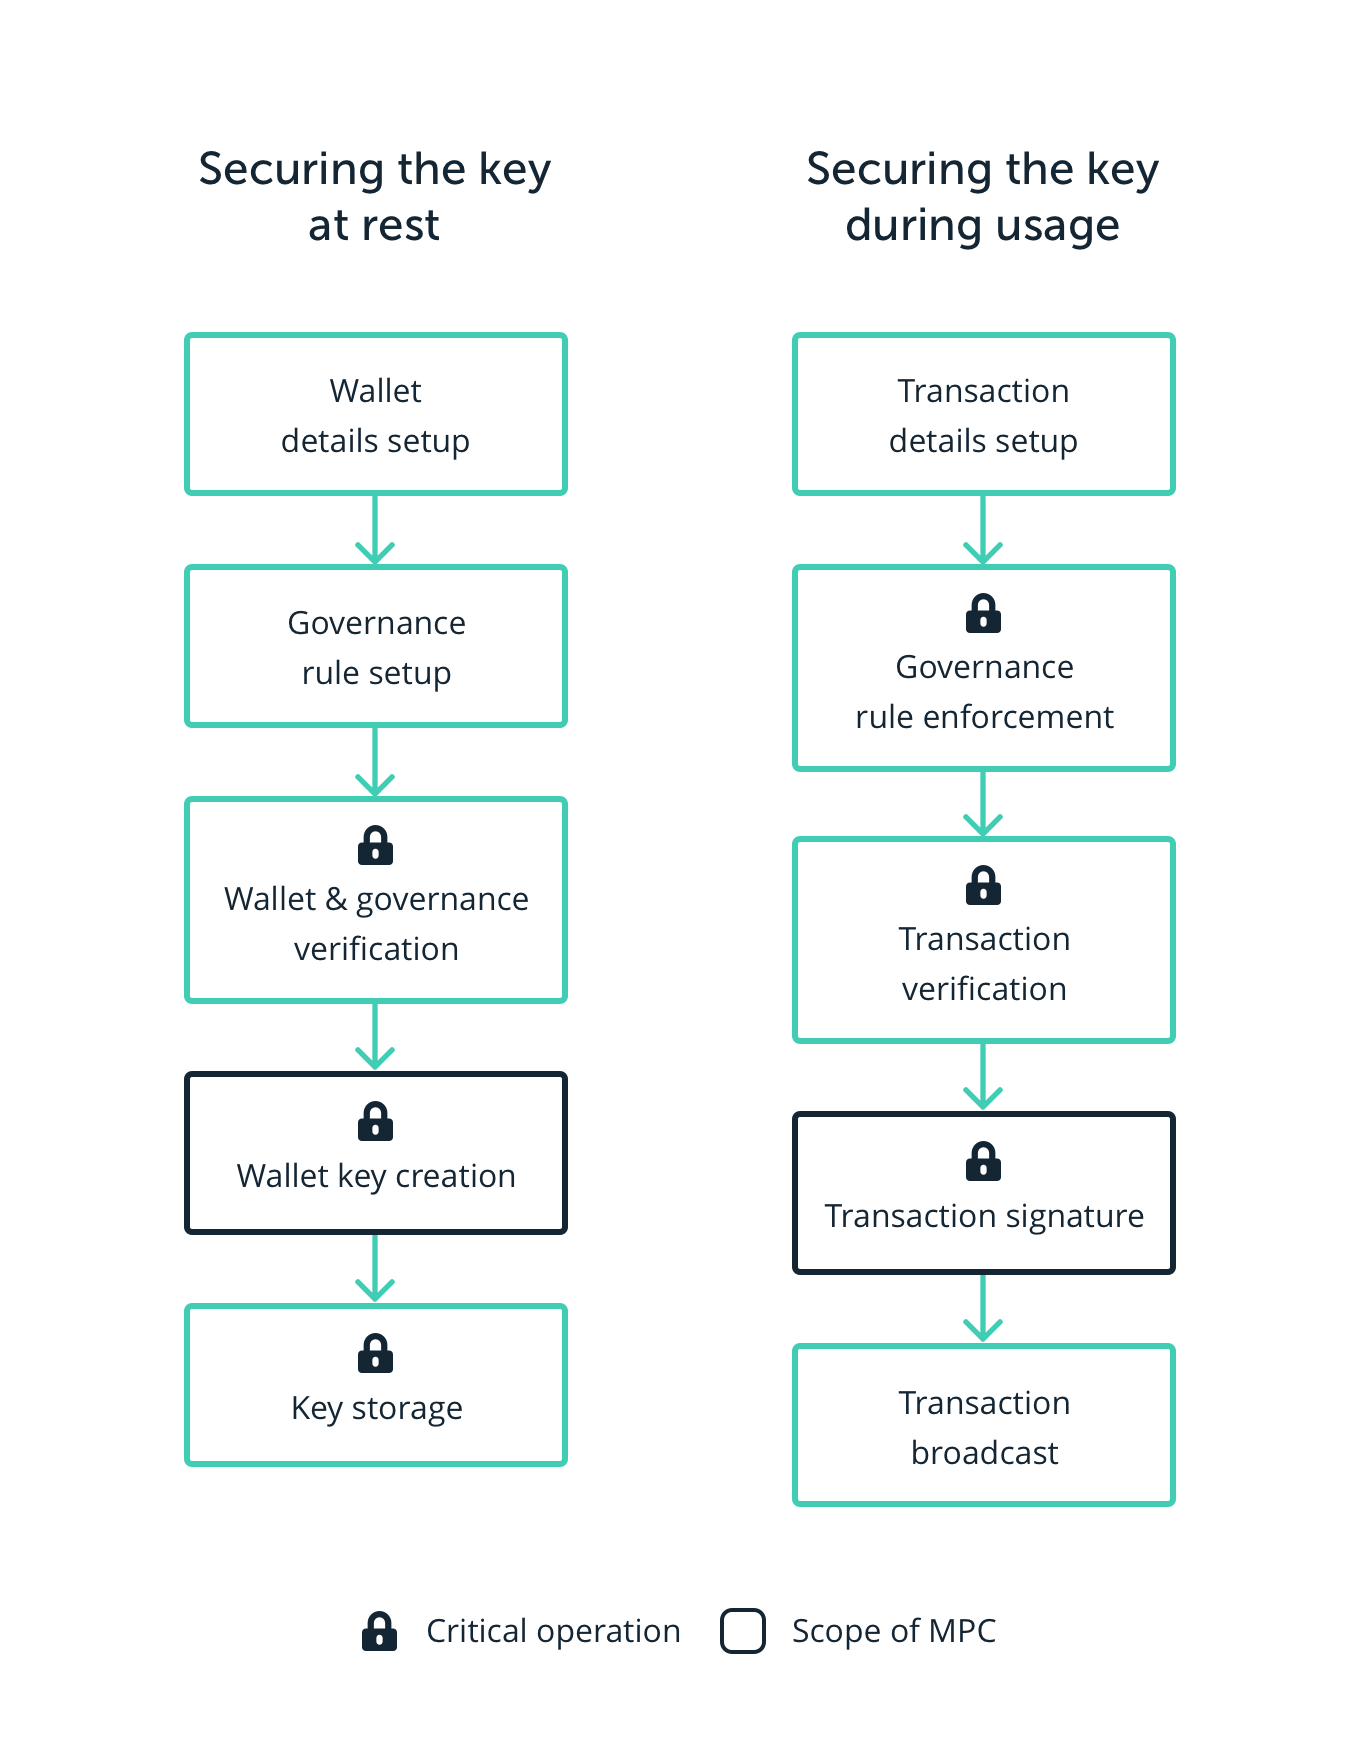 Securing the key
at rest
Wallet
details setup
Governance
rule setup
Wallet & governance
verification
Wallet key creation
Key storage
Securing the key
during usage
Transaction
details setup
Governance
rule enforcement
Transaction
verification
Transaction signature
Transaction
broadcast
Critical operation
Scope of MPC